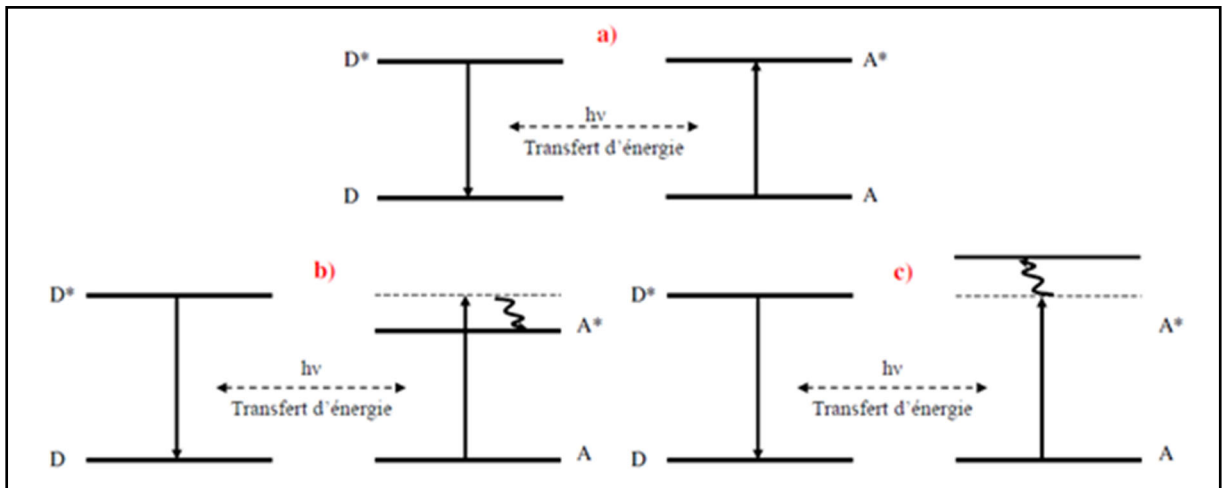 a)
D*
A*
hν
Transfert d'énergie
D
A
b)
D*
A*
hν
Transfert d'énergie
D
A
c)
D*
A*
hν
Transfert d'énergie
D
A